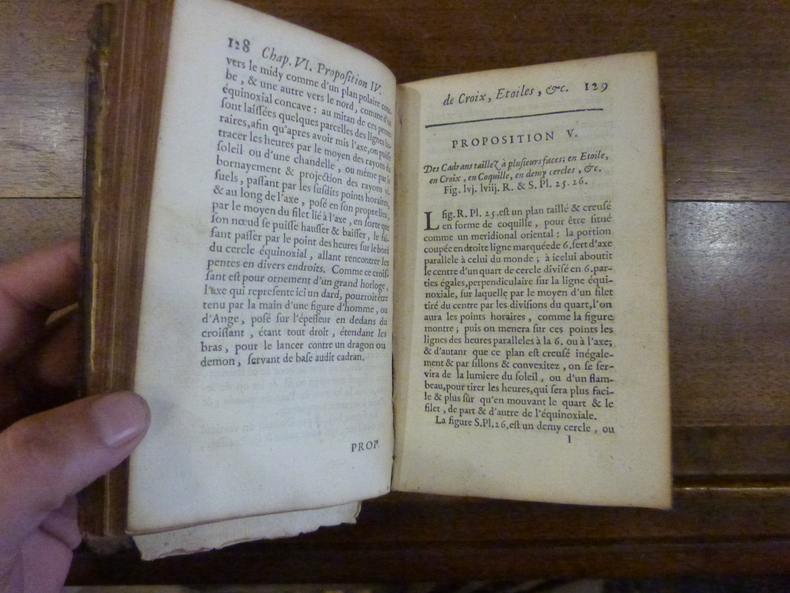 128 Chap. VI. Proposition IV.
vers le midy comme d'un plan polaire con-
be, & une autre vers le nord, comme d'un
équinoxial concave : au mitan de ces
sont laissées quelques parcelles des lignes
raires, afin qu'apres avoir mis l'axe, on puisse
tracer les heures par le moyen des rayons du
soleil ou d'une chandelle, ou même par le
bornayement & projection des rayons vi-
suels, passant par les susdits points horaires,
& au long de l'axe, posé en son propre lieu,
par le moyen du filet lié à l'axe, en sorte que
son nœud se puisse hausser & baisser, le fai-
sant passer par le point des heures sur le bord
du cercle équinoxial, allant rencontrer les
pentes en divers endroits. Comme ce crois-
sant est pour ornement d'un grand horloge,
l'axe qui represente ici un dard, pourroit être
tenu par la main d'une figure d'homme, ou
d'Ange, posé sur l'épesseur en dedans du
croissant, étant tout droit, étendant les
bras, pour le lancer contre un dragon ou
demon, servant de base audit cadran.
PROP.
de Croix, Etoiles, &c. 129
PROPOSITION V.
Des Cadrans taillez à plusieurs faces; en Etoile,
en Croix, en Coquille, en demy cercles, &c.
Fig. lvj. lviij. R. & S. Pl. 25. 26.
L fig. R. Pl. 25. est un plan taillé & creusé
en forme de coquille, pour être situé
comme un meridional oriental : la portion
coupée en droite ligne marquée de 6. sert d'axe
parallele à celui du monde ; à icelui aboutit
le centre d'un quart de cercle divisé en 6. par-
ties égales, perpendiculaire sur la ligne équi-
noxiale, sur laquelle par le moyen d'un filet
tiré du centre par les divisions du quart, l'on
aura les points horaires, comme la figure
montre ; puis on menera sur ces points les
lignes des heures paralleles à la 6. ou à l'axe;
& d'autant que ce plan est creusé inégale-
ment & par sillons & convexitez, on se ser-
vira de la lumiere du soleil, ou d'un flam-
beau, pour tirer les heures, qui sera plus faci-
le & plus sûr qu'en mouvant le quart & le
filet, de part & d'autre de l'équinoxiale.
La figure S. Pl. 26. est un demy cercle, ou
I